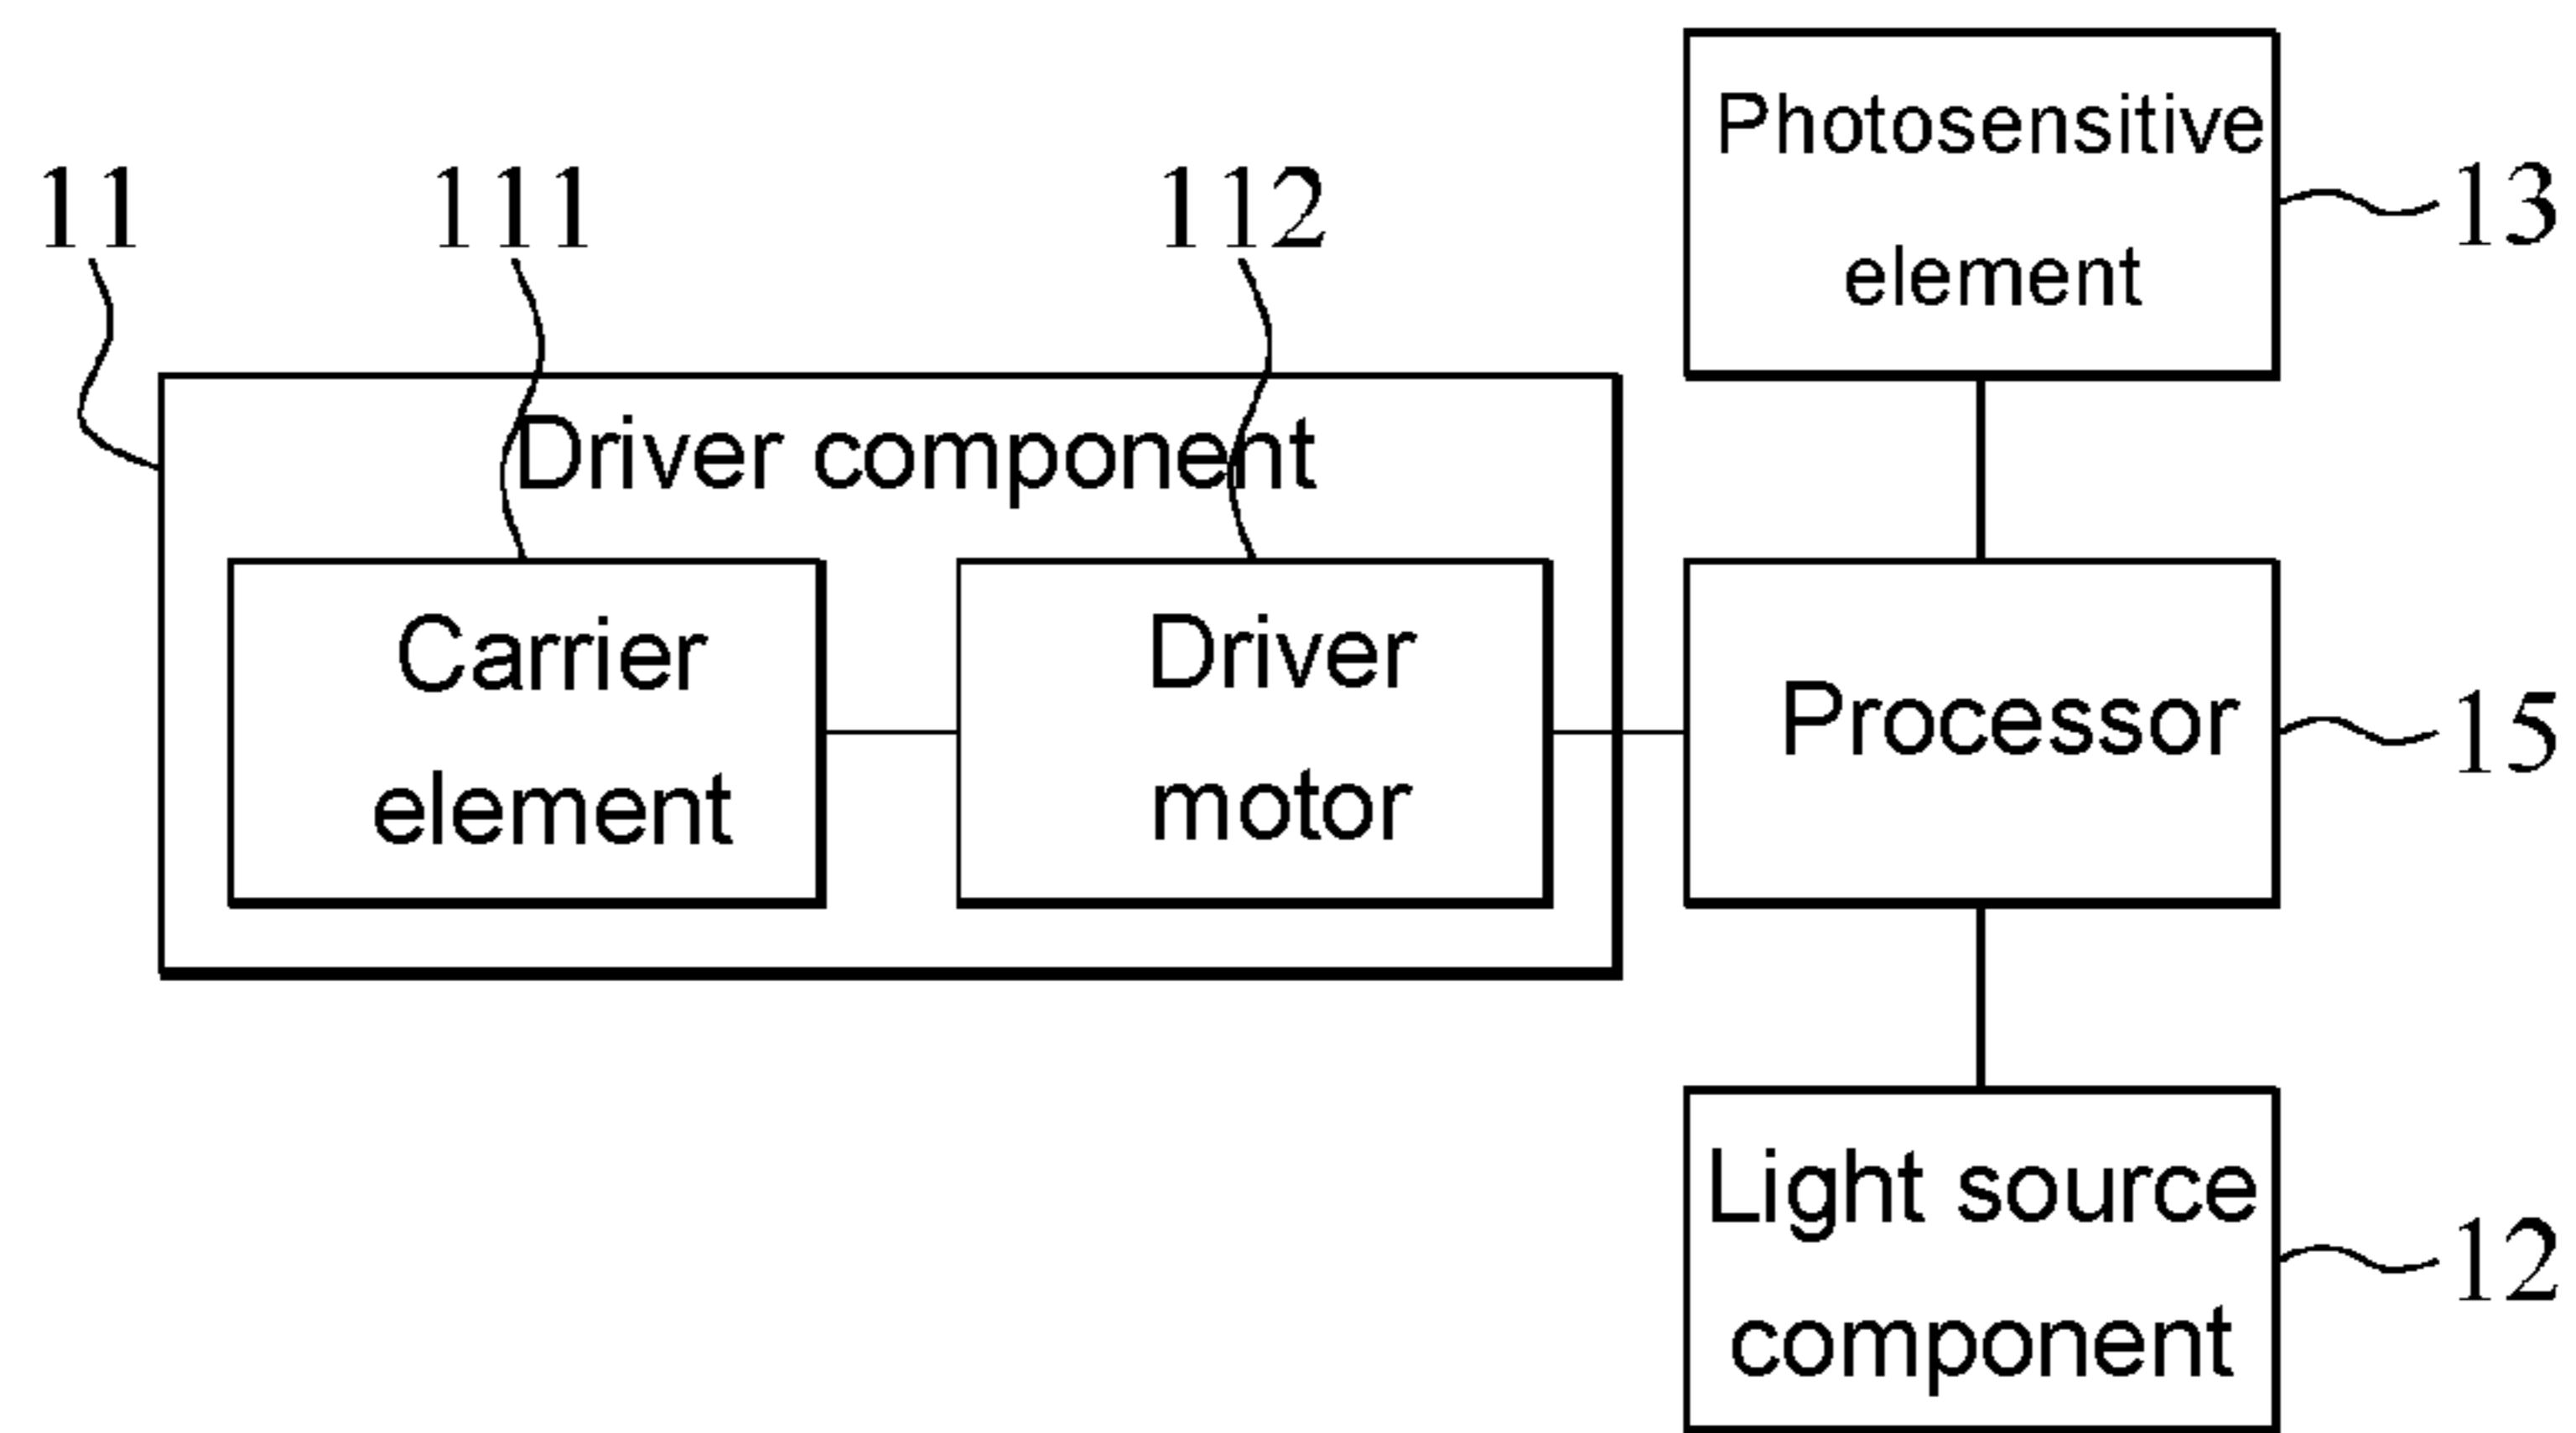 Photosensitive
element
13
11
111
112
Driver component
Carrier
element
Driver
motor
Processor
15
Light source
component
12